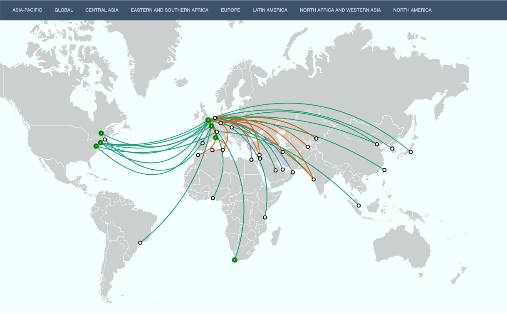 ASIA-PACIFIC GLOBAL CENTRAL ASIA EASTERN AND SOUTHERN AFRICA EUROPE LATIN AMERICA NORTH AFRICA AND WESTERN ASIA NORTH AMERICA